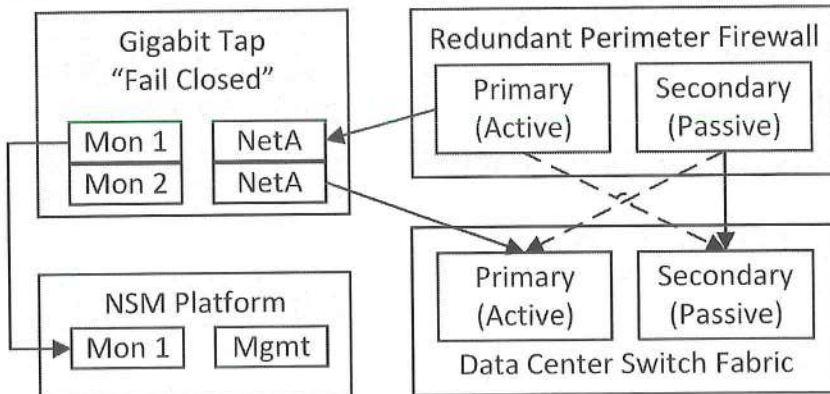 Gigabit Tap
“Fail Closed”
Mon 1
NetA
Mon 2
NetA
Redundant Perimeter Firewall
Primary
(Active)
Secondary
(Passive)
NSM Platform
Mon 1
Mgmt
Primary
(Active)
Secondary
(Passive)
Data Center Switch Fabric